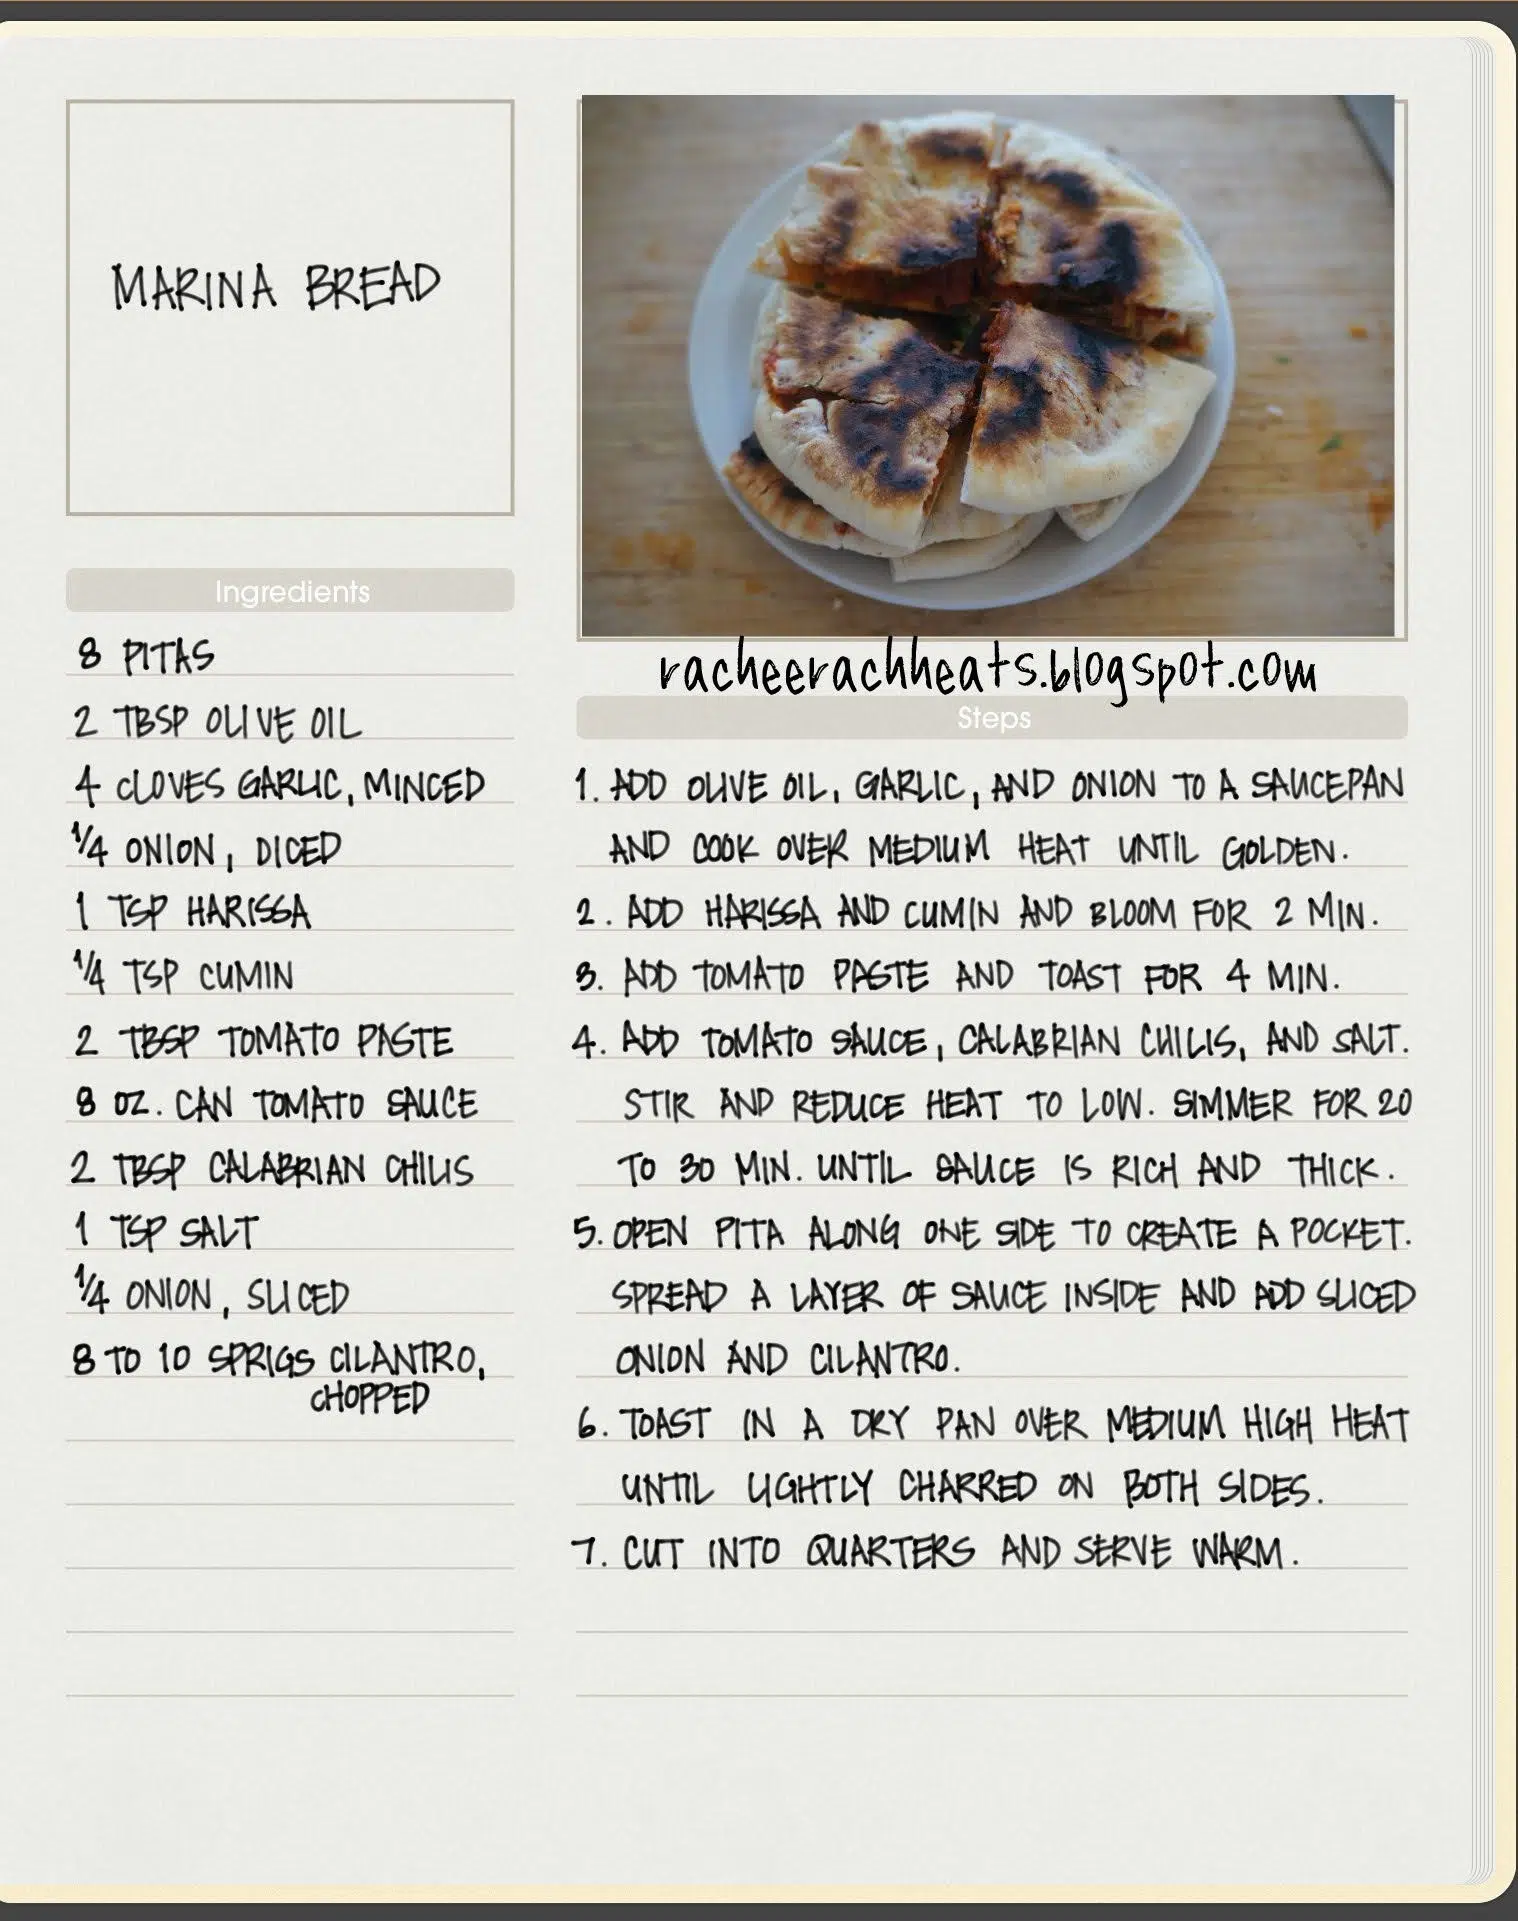 MARINA BREAD
Ingredients
8 PITAS
2 TBSP OLIVE OIL
4 CLOVES GARLIC, MINCED
1/4 ONION, DICED
1 TSP HARISSA
1/4 TSP CUMIN
2 TBSP TOMATO PASTE
8 OZ. CAN TOMATO SAUCE
2 TBSP CALABRIAN CHILIS
1 TSP SALT
1/4 ONION, SLICED
8 TO 10 SPRIGS CILANTRO,
CHOPPED
racheerachheats.blogspot.com
Steps
1. ADD OLIVE OIL, GARLIC, AND ONION TO A SAUCEPAN
AND COOK OVER MEDIUM HEAT UNTIL GOLDEN.
2. ADD HARISSA AND CUMIN AND BLOOM FOR 2 MIN.
3. ADD TOMATO PASTE AND TOAST FOR 4 MIN.
4. ADD TOMATO SAUCE, CALABRIAN CHILIS, AND SALT.
STIR AND REDUCE HEAT TO LOW. SIMMER FOR 20
TO 30 MIN. UNTIL SAUCE IS RICH AND THICK.
5. OPEN PITA ALONG ONE SIDE TO CREATE A POCKET.
SPREAD A LAYER OF SAUCE INSIDE AND ADD SLICED
ONION AND CILANTRO.
6. TOAST IN A DRY PAN OVER MEDIUM HIGH HEAT
UNTIL LIGHTLY CHARRED ON BOTH SIDES.
7. CUT INTO QUARTERS AND SERVE WARM.